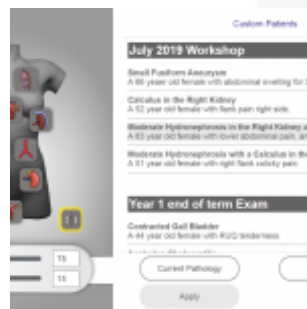 Custom Patients
July 2019 Workshop
Small Fusiform Aneurysm
A 66 year old female with abdominal swelling for
Calculus in the Right Kidney
A 52 year old female with flank pain right side.
Moderate Hydronephrosis in the Right Kidney
A 63 year old female with lower abdominal pain,
Moderate Hydronephrosis with a Calculus in the
A 51 year old female with right flank colicky pain.
Year 1 end of term Exam
Contracted Gall Bladder
A 44 year old female with RUQ tenderness.
15
Current Pathology
Apply